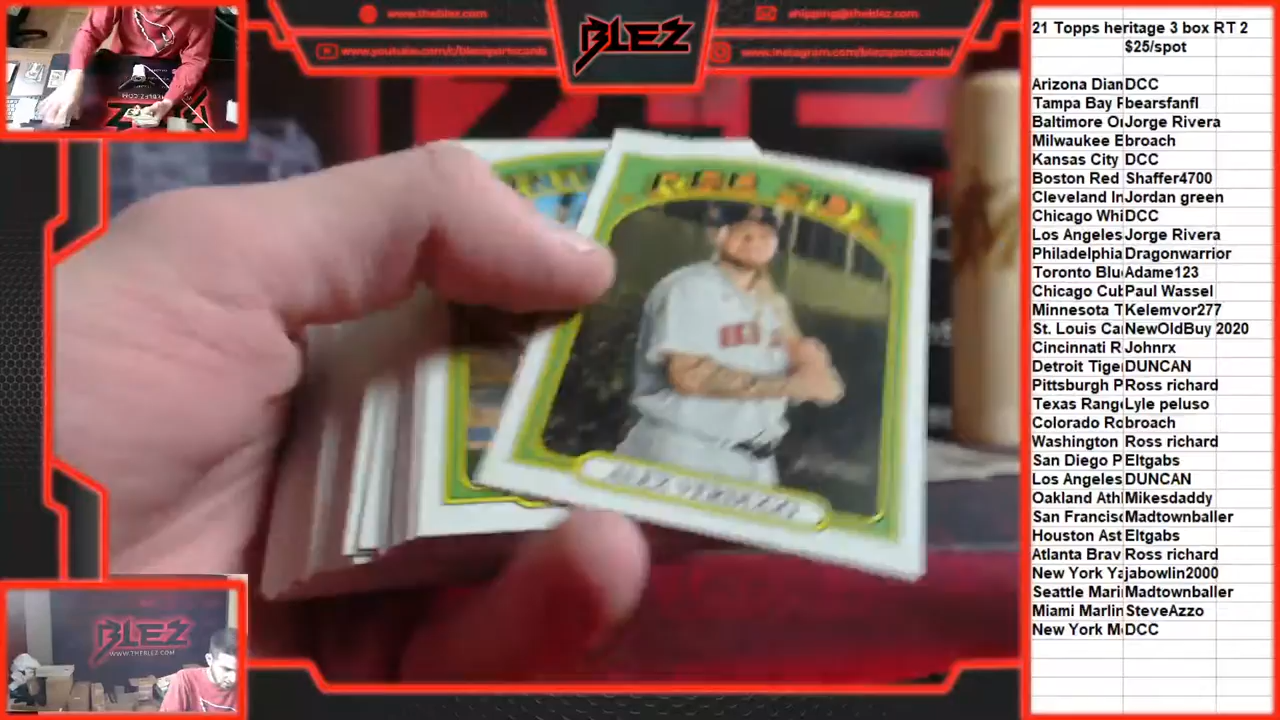 www.theBlez.com
www.youtube.com/c/blezsportscards
BLEZ
shipping@theblez.com
www.instagram.com/blezsportscards/
21 Topps heritage 3 box RT 2
$25/spot
Arizona Dian DCC
Tampa Bay F bearsfanfl
Baltimore Or Jorge Rivera
Milwaukee B broach
Kansas City DCC
Boston Red Shaffer4700
Cleveland In Jordan green
Chicago Whi DCC
Los Angeles Jorge Rivera
Philadelphia Dragonwarrior
Toronto Blu Adame123
Chicago Cub Paul Wassel
Minnesota T Kelemvor277
St. Louis Ca NewOldBuy 2020
Cincinnati R Johnrx
Detroit Tige DUNCAN
Pittsburgh P Ross richard
Texas Range Lyle peluso
Colorado Ro broach
Washington Ross richard
San Diego P Eltgabs
Los Angeles DUNCAN
Oakland Ath Mikesdaddy
San Francisc Madtownballer
Houston Ast Eltgabs
Atlanta Brav Ross richard
New York Ya jabowlin2000
Seattle Mari Madtownballer
Miami Marlin SteveAzzo
New York Me DCC
RED SOX
ALEX VERDUGO
BLEZ
WWW.THEBLEZ.COM